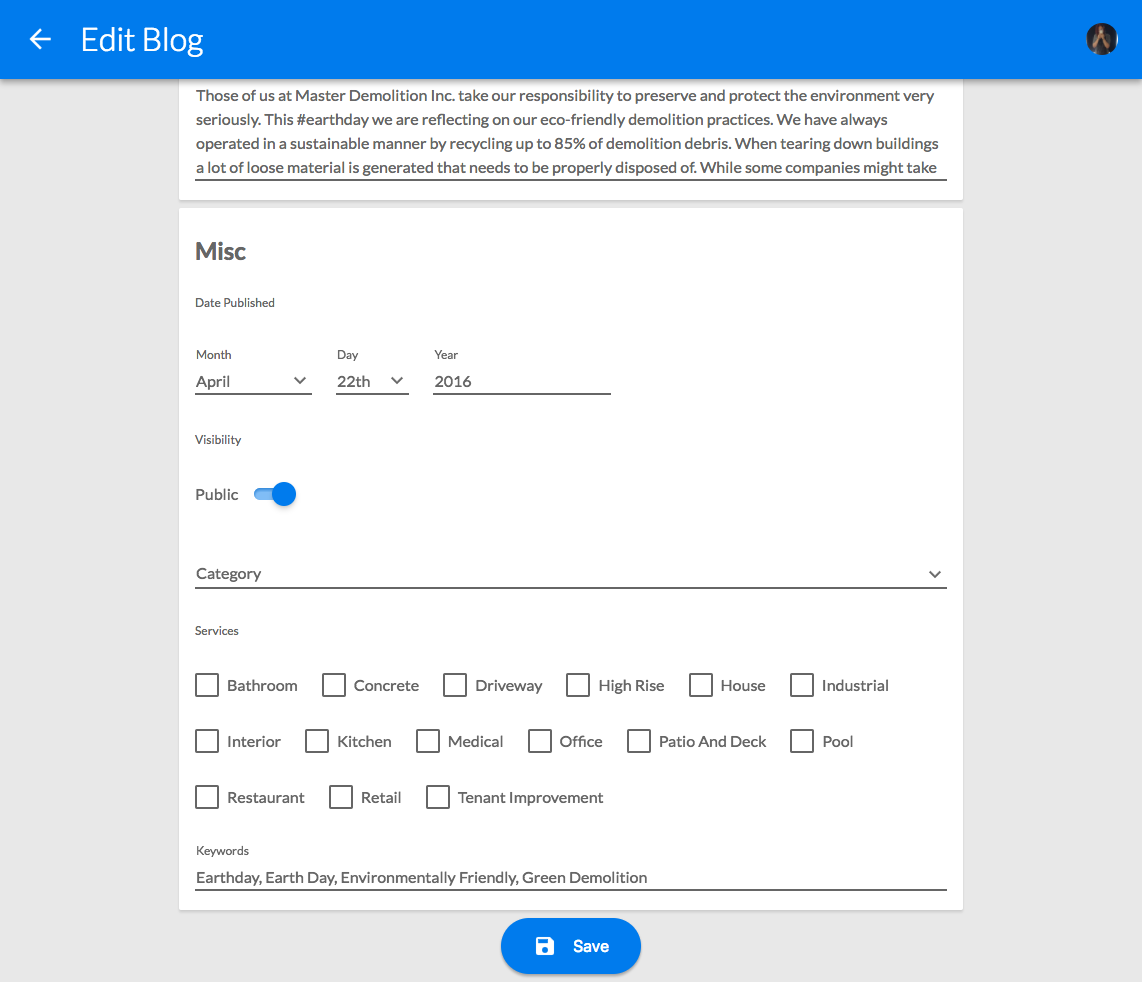 Edit Blog
Those of us at Master Demolition Inc. take our responsibility to preserve and protect the environment very
seriously. This #earthday we are reflecting on our eco-friendly demolition practices. We have always
operated in a sustainable manner by recycling up to 85% of demolition debris. When tearing down buildings
a lot of loose material is generated that needs to be properly disposed of. While some companies might take
Misc
Date Published
Month Day Year
April 22th 2016
Visibility
Public
Category
Services
Bathroom Concrete Driveway High Rise House Industrial
Interior Kitchen Medical Office Patio And Deck Pool
Restaurant Retail Tenant Improvement
Keywords
Earthday, Earth Day, Environmentally Friendly, Green Demolition
Save